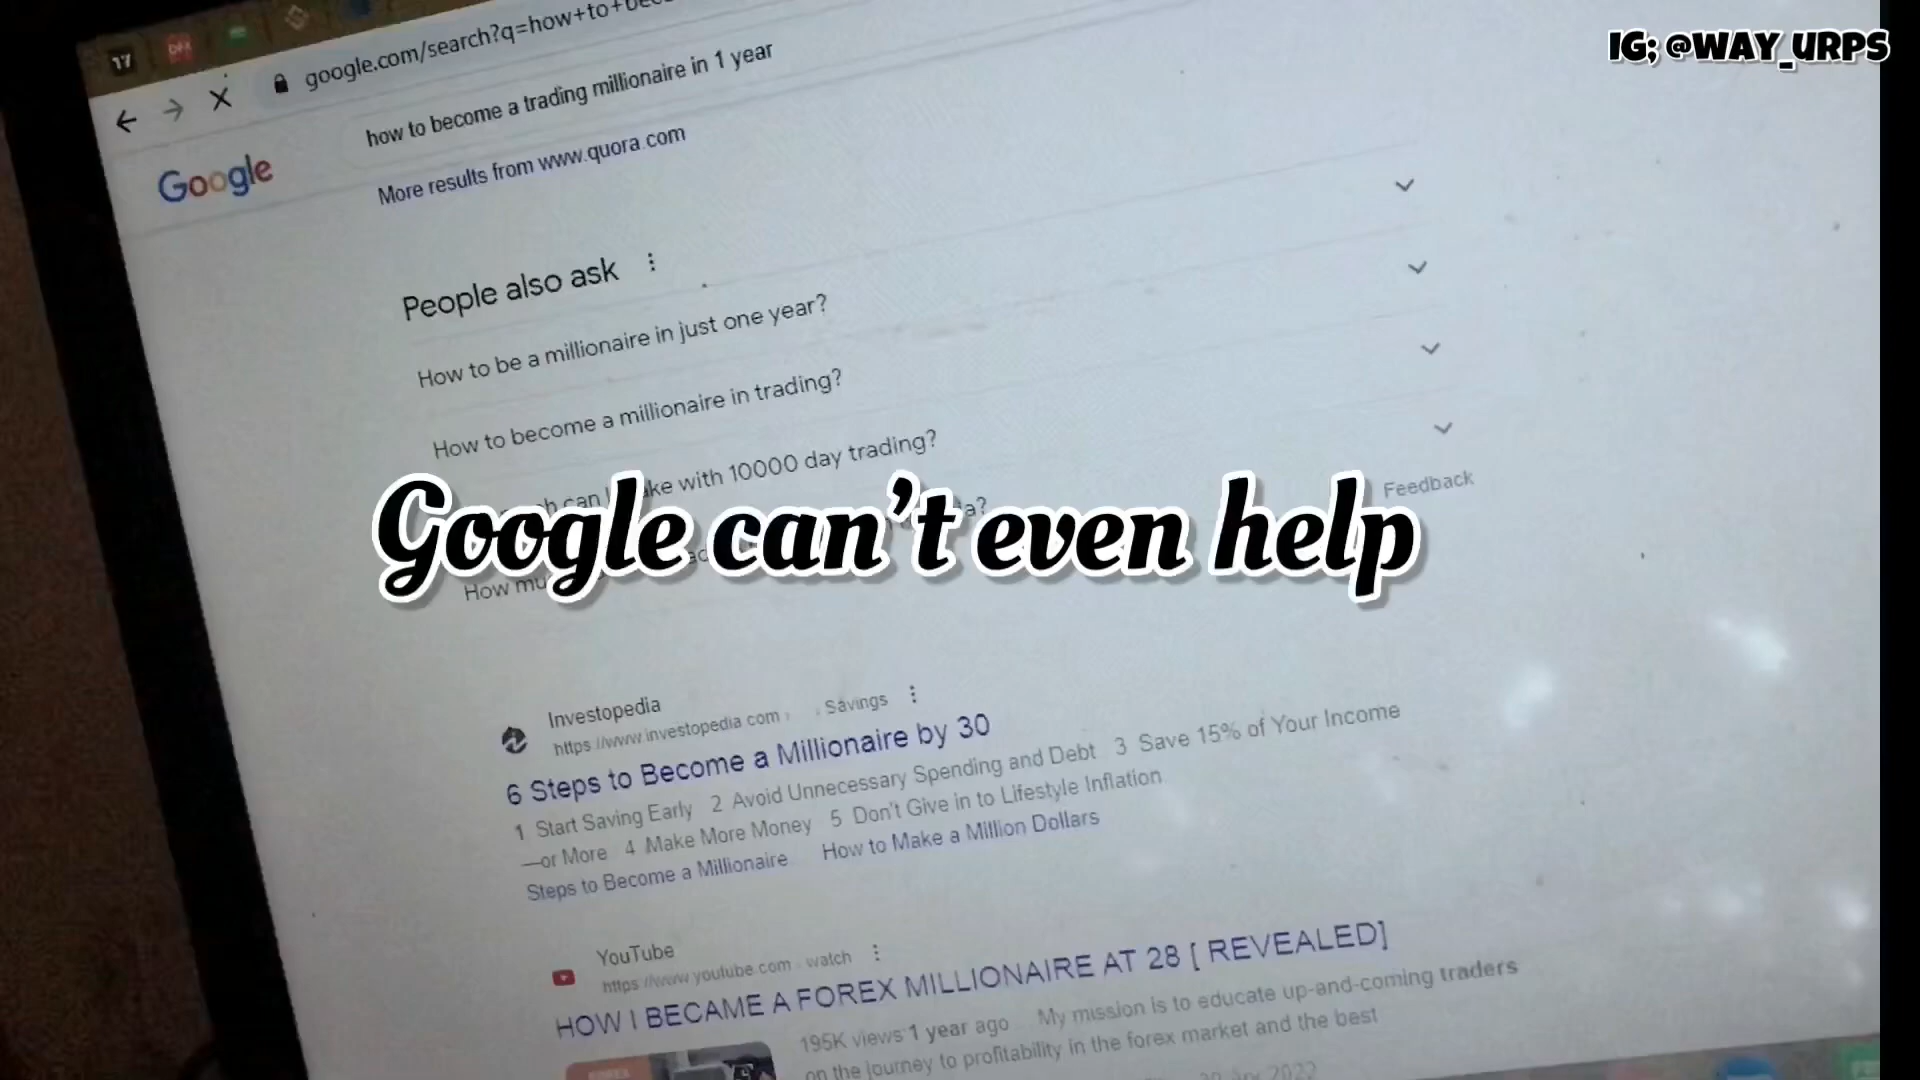 IG; @WAY_URPS
17
google.com/search?q=how+to+
how to become a trading millionaire in 1 year
Google
More results from www.quora.com
People also ask
How to be a millionaire in just one year?
How to become a millionaire in trading?
with 10000 day trading?
Google can't even help
Feedback
How
Investopedia
https://www.investopedia.com › Savings
6 Steps to Become a Millionaire by 30
1 Start Saving Early 2 Avoid Unnecessary Spending and Debt 3 Save 15% of Your Income
—or More 4 Make More Money 5 Don't Give in to Lifestyle Inflation
Steps to Become a Millionaire How to Make a Million Dollars
YouTube
https://www.youtube.com › watch
HOW I BECAME A FOREX MILLIONAIRE AT 28 [ REVEALED]
195K views 1 year ago My mission is to educate up-and-coming traders
on the journey to profitability in the forex market and the best
FOREX